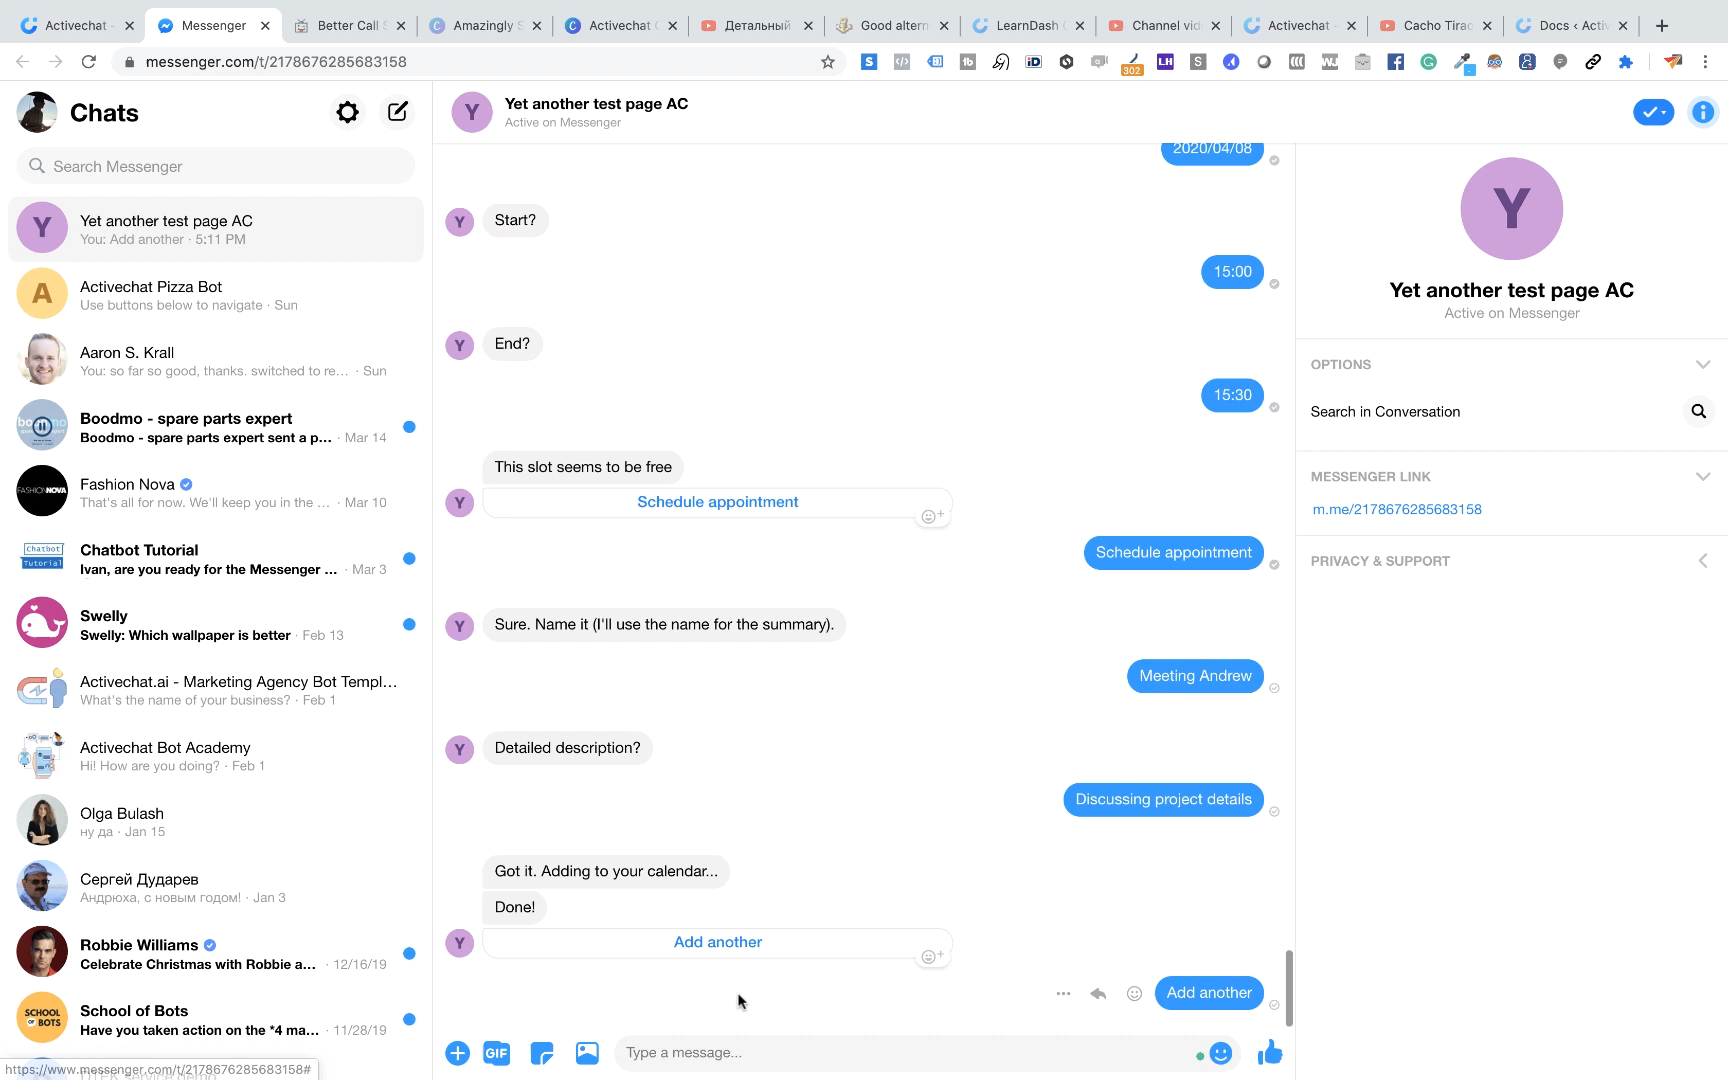 Activechat -
Messenger
Better Call S
Amazingly S
Activechat C
Детальный
Good altern
LearnDash
Channel vid
Activechat -
Cacho Tirao
Docs ‹ Activ
messenger.com/t/2178676285683158
302
Chats
Search Messenger
Y
Yet another test page AC
You: Add another · 5:11 PM
A
Activechat Pizza Bot
Use buttons below to navigate · Sun
Aaron S. Krall
You: so far so good, thanks. switched to re... · Sun
Boodmo - spare parts expert
Boodmo - spare parts expert sent a p... · Mar 14
FASHIONNOVA
Fashion Nova
That's all for now. We'll keep you in the ... · Mar 10
Chatbot
Tutorial
Chatbot Tutorial
Ivan, are you ready for the Messenger ... · Mar 3
Swelly
Swelly: Which wallpaper is better · Feb 13
Activechat.ai - Marketing Agency Bot Templ...
What's the name of your business? · Feb 1
Activechat Bot Academy
Hi! How are you doing? · Feb 1
Olga Bulash
ну да · Jan 15
Сергей Дударев
Андрюха, с новым годом! · Jan 3
Robbie Williams
Celebrate Christmas with Robbie a... · 12/16/19
SCHOOL
OF BOTS
School of Bots
Have you taken action on the *4 ma... · 11/28/19
https://www.messenger.com/t/2178676285683158#
Y
Yet another test page AC
Active on Messenger
2020/04/08
Y
Start?
15:00
Y
End?
15:30
This slot seems to be free
Y
Schedule appointment
Schedule appointment
Y
Sure. Name it (I'll use the name for the summary).
Meeting Andrew
Y
Detailed description?
Discussing project details
Got it. Adding to your calendar...
Done!
Y
Add another
Add another
GIF
Type a message...
Y
Yet another test page AC
Active on Messenger
OPTIONS
Search in Conversation
MESSENGER LINK
m.me/2178676285683158
PRIVACY & SUPPORT